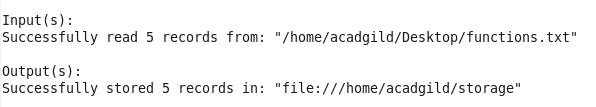 Input(s):
Successfully read 5 records from: "/home/acadgild/Desktop/functions.txt"
Output(s):
Successfully stored 5 records in: "file:///home/acadgild/storage"